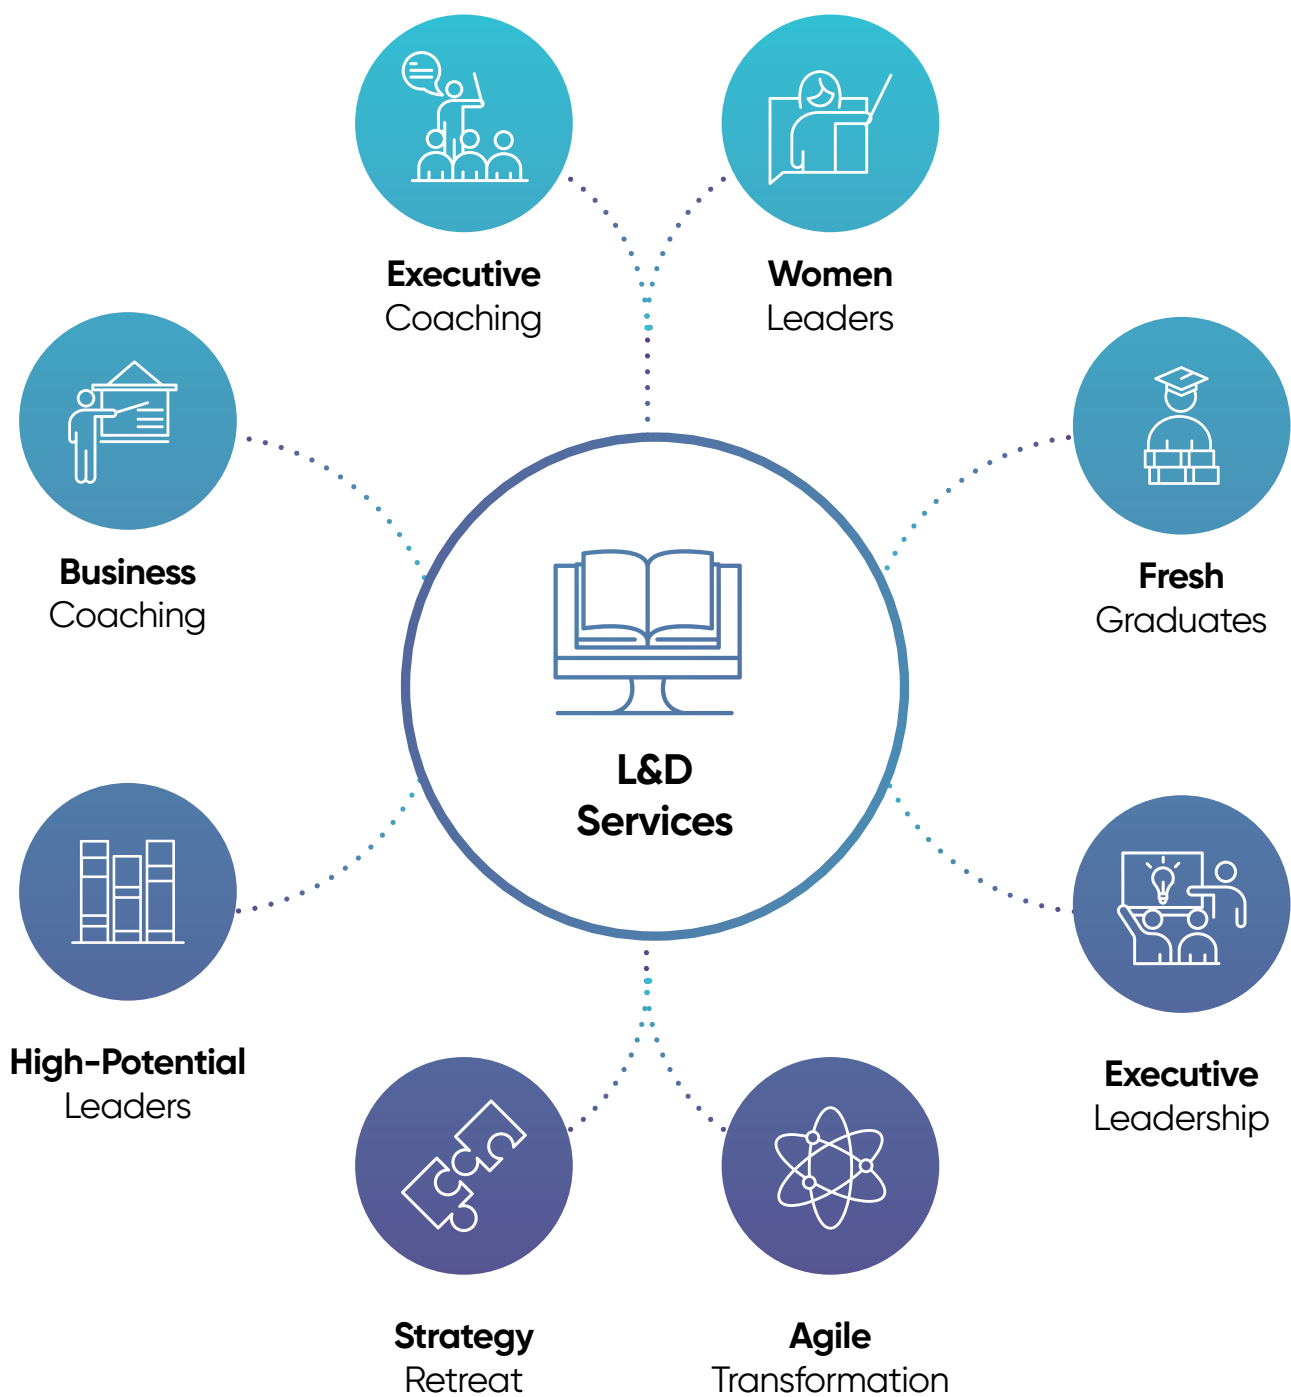 Executive
Coaching
Women
Leaders
Business
Coaching
Fresh
Graduates
L&D
Services
High-Potential
Leaders
Executive
Leadership
Strategy
Retreat
Agile
Transformation